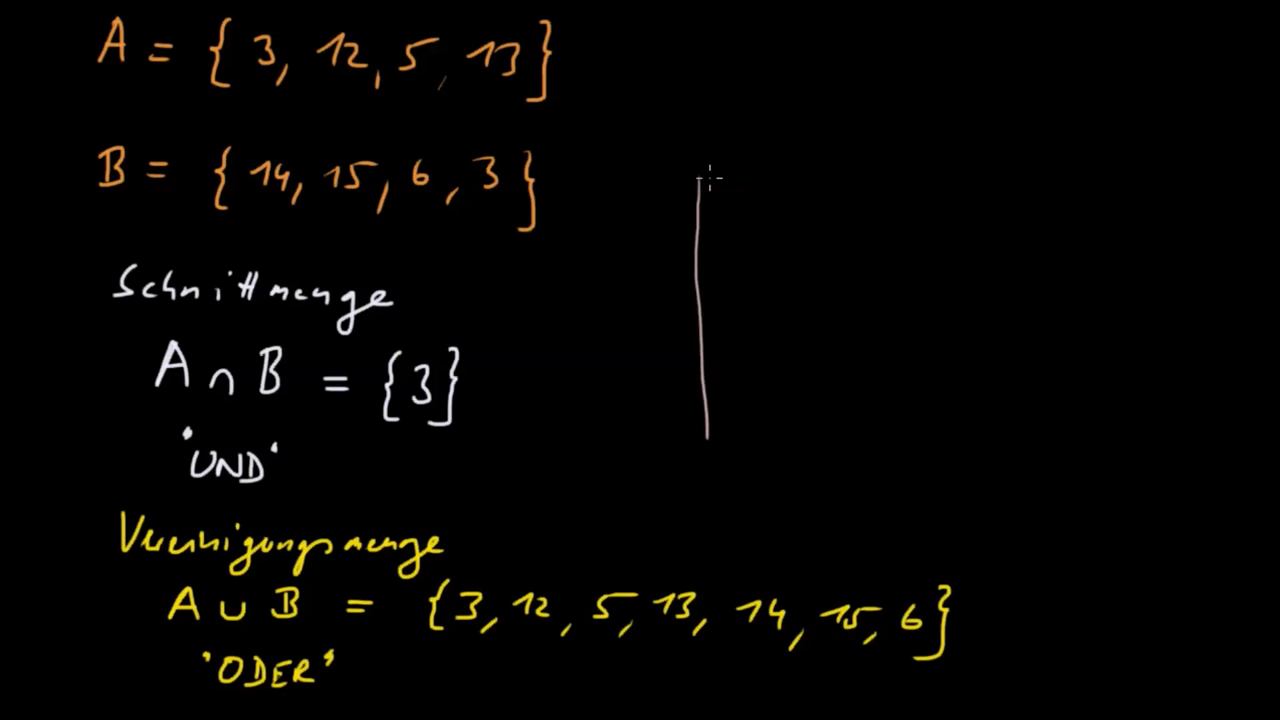 A = { 3, 12, 5, 13}
B = { 14, 15, 6, 3 }
Schnittmenge
A ∩ B = {3}
"UND"
Vereinigungsmenge
A ∪ B = {3, 12, 5, 13, 14, 15, 6}
"ODER"